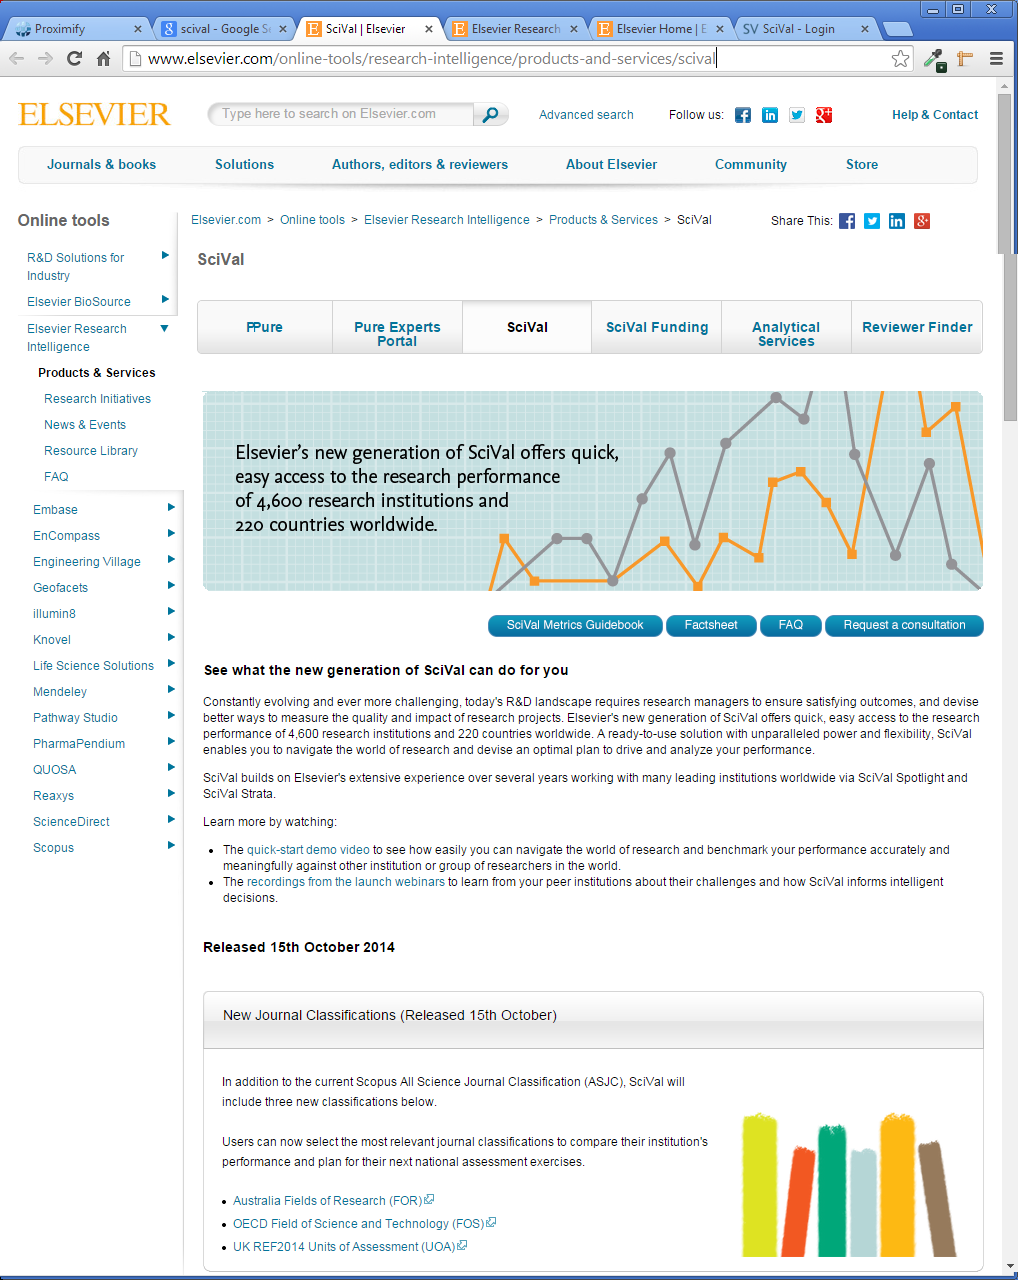 Proximify
scival - Google Se
SciVal | Elsevier
Elsevier Research
Elsevier Home | E
SV SciVal - Login
www.elsevier.com/online-tools/research-intelligence/products-and-services/scival
ELSEVIER
Type here to search on Elsevier.com
Advanced search
Follow us:
Help & Contact
Journals & books
Solutions
Authors, editors & reviewers
About Elsevier
Community
Store
Online tools
R&D Solutions for
Industry
Elsevier BioSource
Elsevier Research
Intelligence
Products & Services
Research Initiatives
News & Events
Resource Library
FAQ
Embase
EnCompass
Engineering Village
Geofacets
illumin8
Knovel
Life Science Solutions
Mendeley
Pathway Studio
PharmaPendium
QUOSA
Reaxys
ScienceDirect
Scopus
Elsevier.com > Online tools > Elsevier Research Intelligence > Products & Services > SciVal
Share This:
SciVal
PPure
Pure Experts
Portal
SciVal
SciVal Funding
Analytical
Services
Reviewer Finder
Elsevier's new generation of SciVal offers quick,
easy access to the research performance
of 4,600 research institutions and
220 countries worldwide.
SciVal Metrics Guidebook
Factsheet
FAQ
Request a consultation
See what the new generation of SciVal can do for you
Constantly evolving and ever more challenging, today's R&D landscape requires research managers to ensure satisfying outcomes, and devise
better ways to measure the quality and impact of research projects. Elsevier's new generation of SciVal offers quick, easy access to the research
performance of 4,600 research institutions and 220 countries worldwide. A ready-to-use solution with unparalleled power and flexibility, SciVal
enables you to navigate the world of research and devise an optimal plan to drive and analyze your performance.
SciVal builds on Elsevier's extensive experience over several years working with many leading institutions worldwide via SciVal Spotlight and
SciVal Strata.
Learn more by watching:
• The quick-start demo video to see how easily you can navigate the world of research and benchmark your performance accurately and
meaningfully against other institution or group of researchers in the world.
• The recordings from the launch webinars to learn from your peer institutions about their challenges and how SciVal informs intelligent
decisions.
Released 15th October 2014
New Journal Classifications (Released 15th October)
In addition to the current Scopus All Science Journal Classification (ASJC), SciVal will
include three new classifications below.
Users can now select the most relevant journal classifications to compare their institution's
performance and plan for their next national assessment exercises.
• Australia Fields of Research (FOR)
• OECD Field of Science and Technology (FOS)
• UK REF2014 Units of Assessment (UOA)